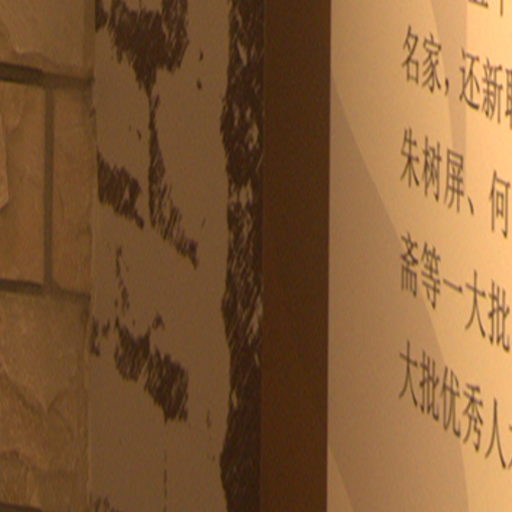 名家，还新
朱树屏、何
斋等一大批
大批优秀人